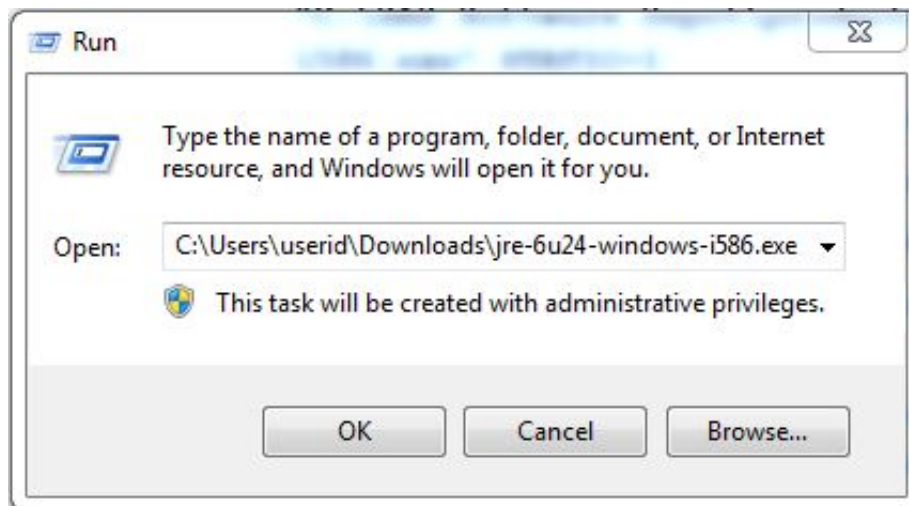 Run
Type the name of a program, folder, document, or Internet
resource, and Windows will open it for you.
Open: C:\Users\userid\Downloads\jre-6u24-windows-i586.exe
This task will be created with administrative privileges.
OK Cancel Browse...